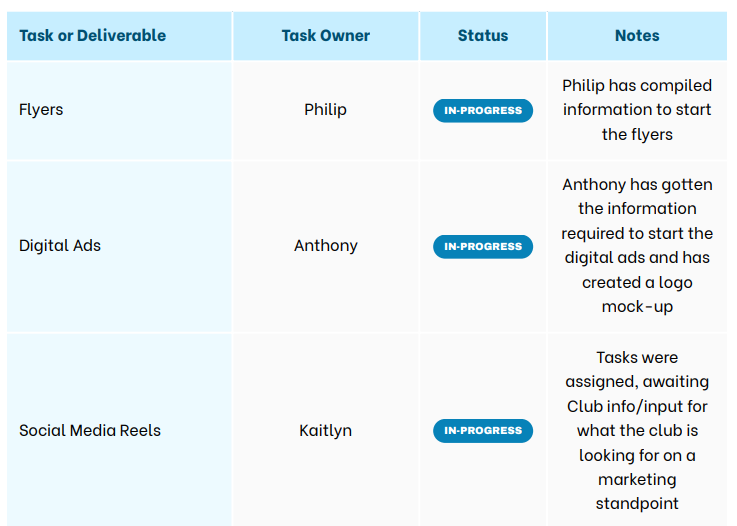 Task or Deliverable
Task Owner
Status
Notes
Flyers
Philip
IN-PROGRESS
Philip has compiled
information to start
the flyers
Digital Ads
Anthony
IN-PROGRESS
Anthony has gotten
the information
required to start the
digital ads and has
created a logo
mock-up
Social Media Reels
Kaitlyn
IN-PROGRESS
Tasks were
assigned, awaiting
Club info/input for
what the club is
looking for on a
marketing
standpoint